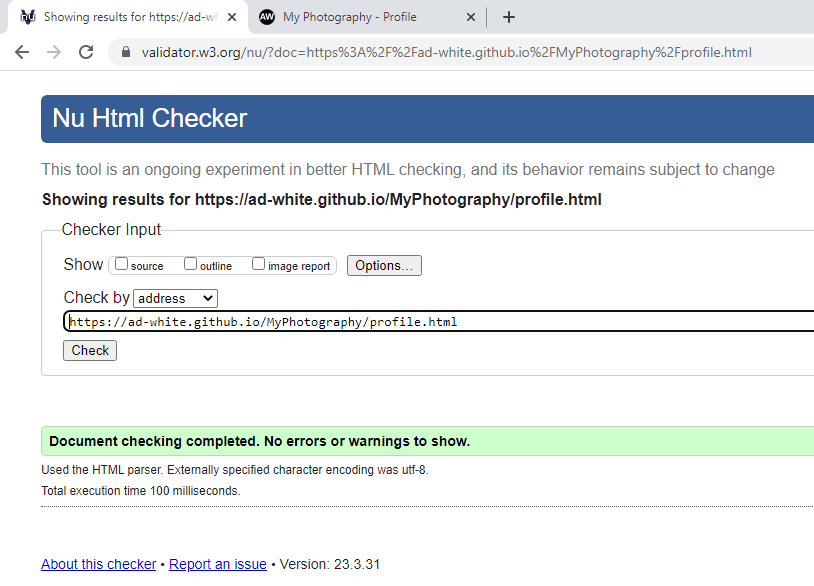 Showing results for https://ad-wh
AW My Photography - Profile
validator.w3.org/nu/?doc=https%3A%2F%2Fad-white.github.io%2FMyPhotography%2Fprofile.html
Nu Html Checker
This tool is an ongoing experiment in better HTML checking, and its behavior remains subject to change
Showing results for https://ad-white.github.io/MyPhotography/profile.html
Checker Input
Show source outline image report Options...
Check by address
https://ad-white.github.io/MyPhotography/profile.html
Check
Document checking completed. No errors or warnings to show.
Used the HTML parser. Externally specified character encoding was utf-8.
Total execution time 100 milliseconds.
About this checker • Report an issue • Version: 23.3.31